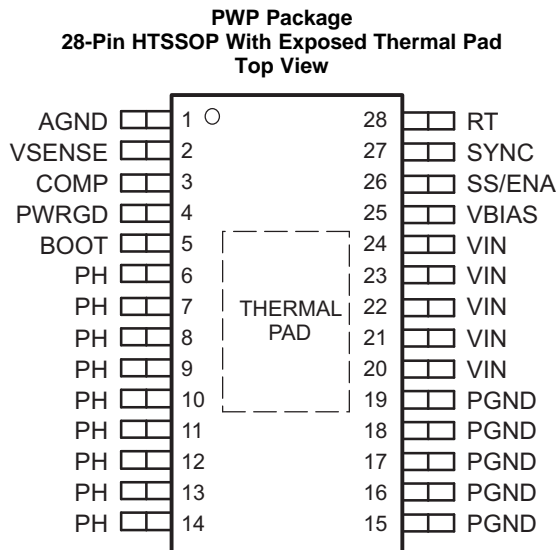 PWP Package
28-Pin HTSSOP With Exposed Thermal Pad
Top View
AGND 1 28 RT
VSENSE 2 27 SYNC
COMP 3 26 SS/ENA
PWRGD 4 25 VBIAS
BOOT 5 24 VIN
PH 6 23 VIN
PH 7 22 VIN
PH 8 21 VIN
PH 9 20 VIN
PH 10 19 PGND
PH 11 18 PGND
PH 12 17 PGND
PH 13 16 PGND
PH 14 15 PGND
THERMAL
PAD